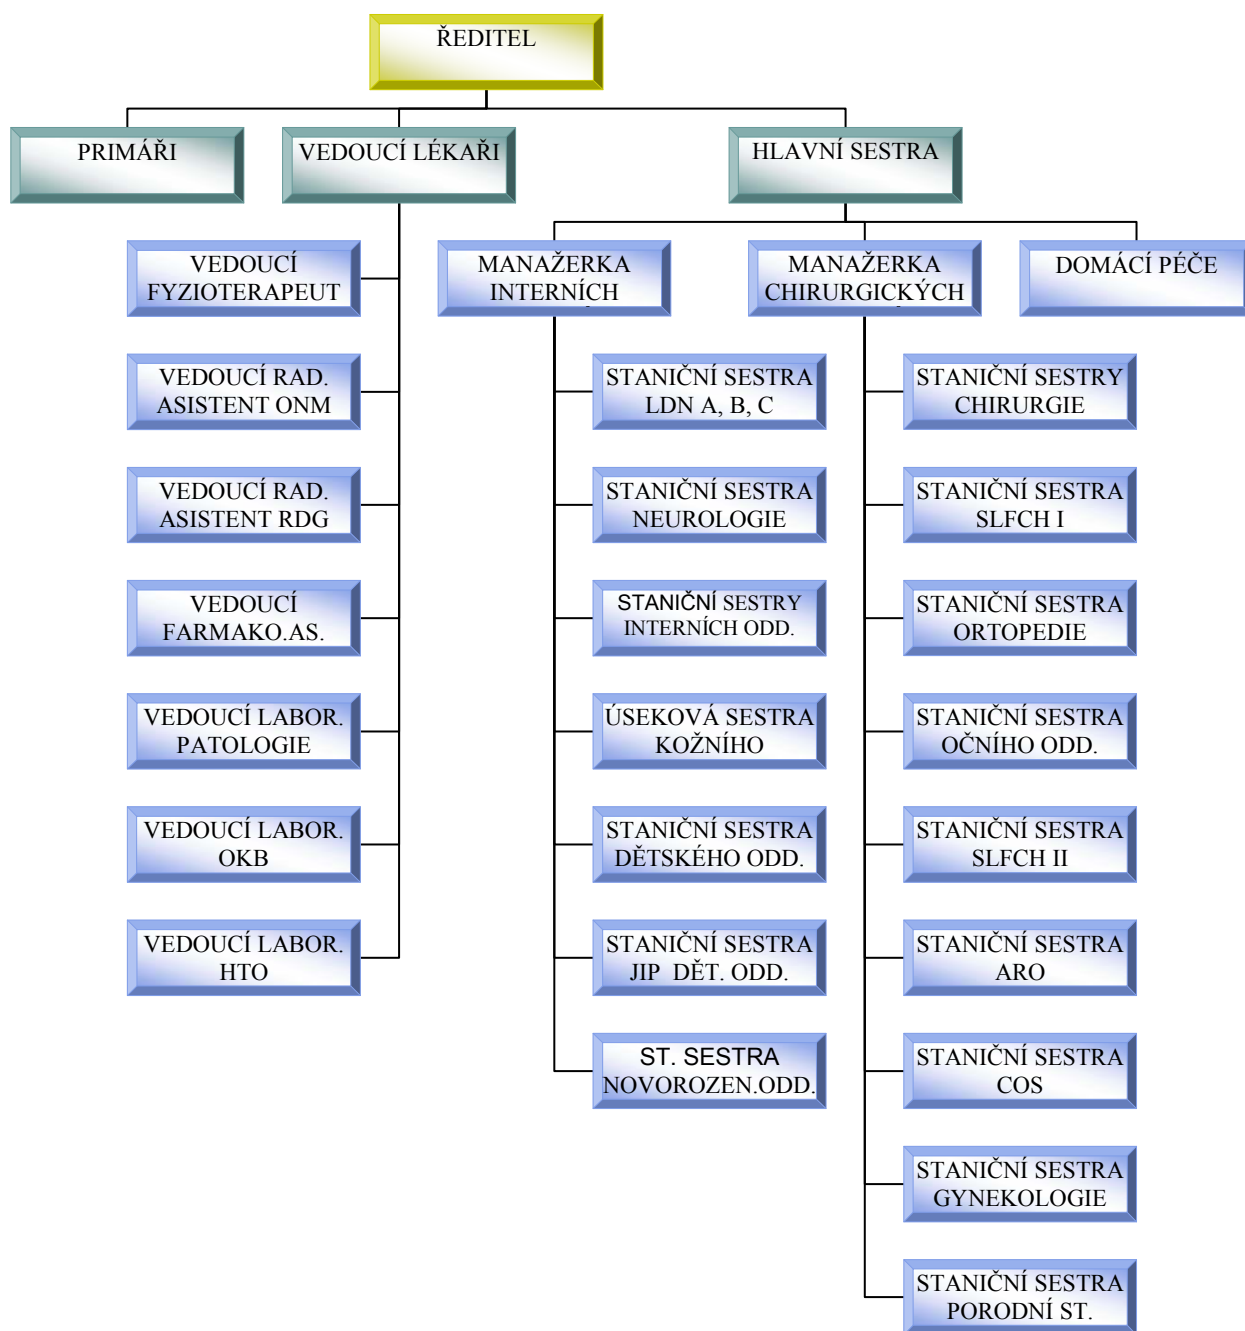 ŘEDITEL
PRIMÁŘI
VEDOUCÍ LÉKAŘI
HLAVNÍ SESTRA
VEDOUCÍ
FYZIOTERAPEUT
VEDOUCÍ RAD.
ASISTENT ONM
VEDOUCÍ RAD.
ASISTENT RDG
VEDOUCÍ
FARMAKO.AS.
VEDOUCÍ LABOR.
PATOLOGIE
VEDOUCÍ LABOR.
OKB
VEDOUCÍ LABOR.
HTO
MANAŽERKA
INTERNÍCH
STANIČNÍ SESTRA
LDN A, B, C
STANIČNÍ SESTRA
NEUROLOGIE
STANIČNÍ SESTRY
INTERNÍCH ODD.
ÚSEKOVÁ SESTRA
KOŽNÍHO
STANIČNÍ SESTRA
DĚTSKÉHO ODD.
STANIČNÍ SESTRA
JIP DĚT. ODD.
ST. SESTRA
NOVOROZEN.ODD.
MANAŽERKA
CHIRURGICKÝCH
STANIČNÍ SESTRY
CHIRURGIE
STANIČNÍ SESTRA
SLFCH I
STANIČNÍ SESTRA
ORTOPEDIE
STANIČNÍ SESTRA
OČNÍHO ODD.
STANIČNÍ SESTRA
SLFCH II
STANIČNÍ SESTRA
ARO
STANIČNÍ SESTRA
COS
STANIČNÍ SESTRA
GYNEKOLOGIE
STANIČNÍ SESTRA
PORODNÍ ST.
DOMÁCÍ PÉČE